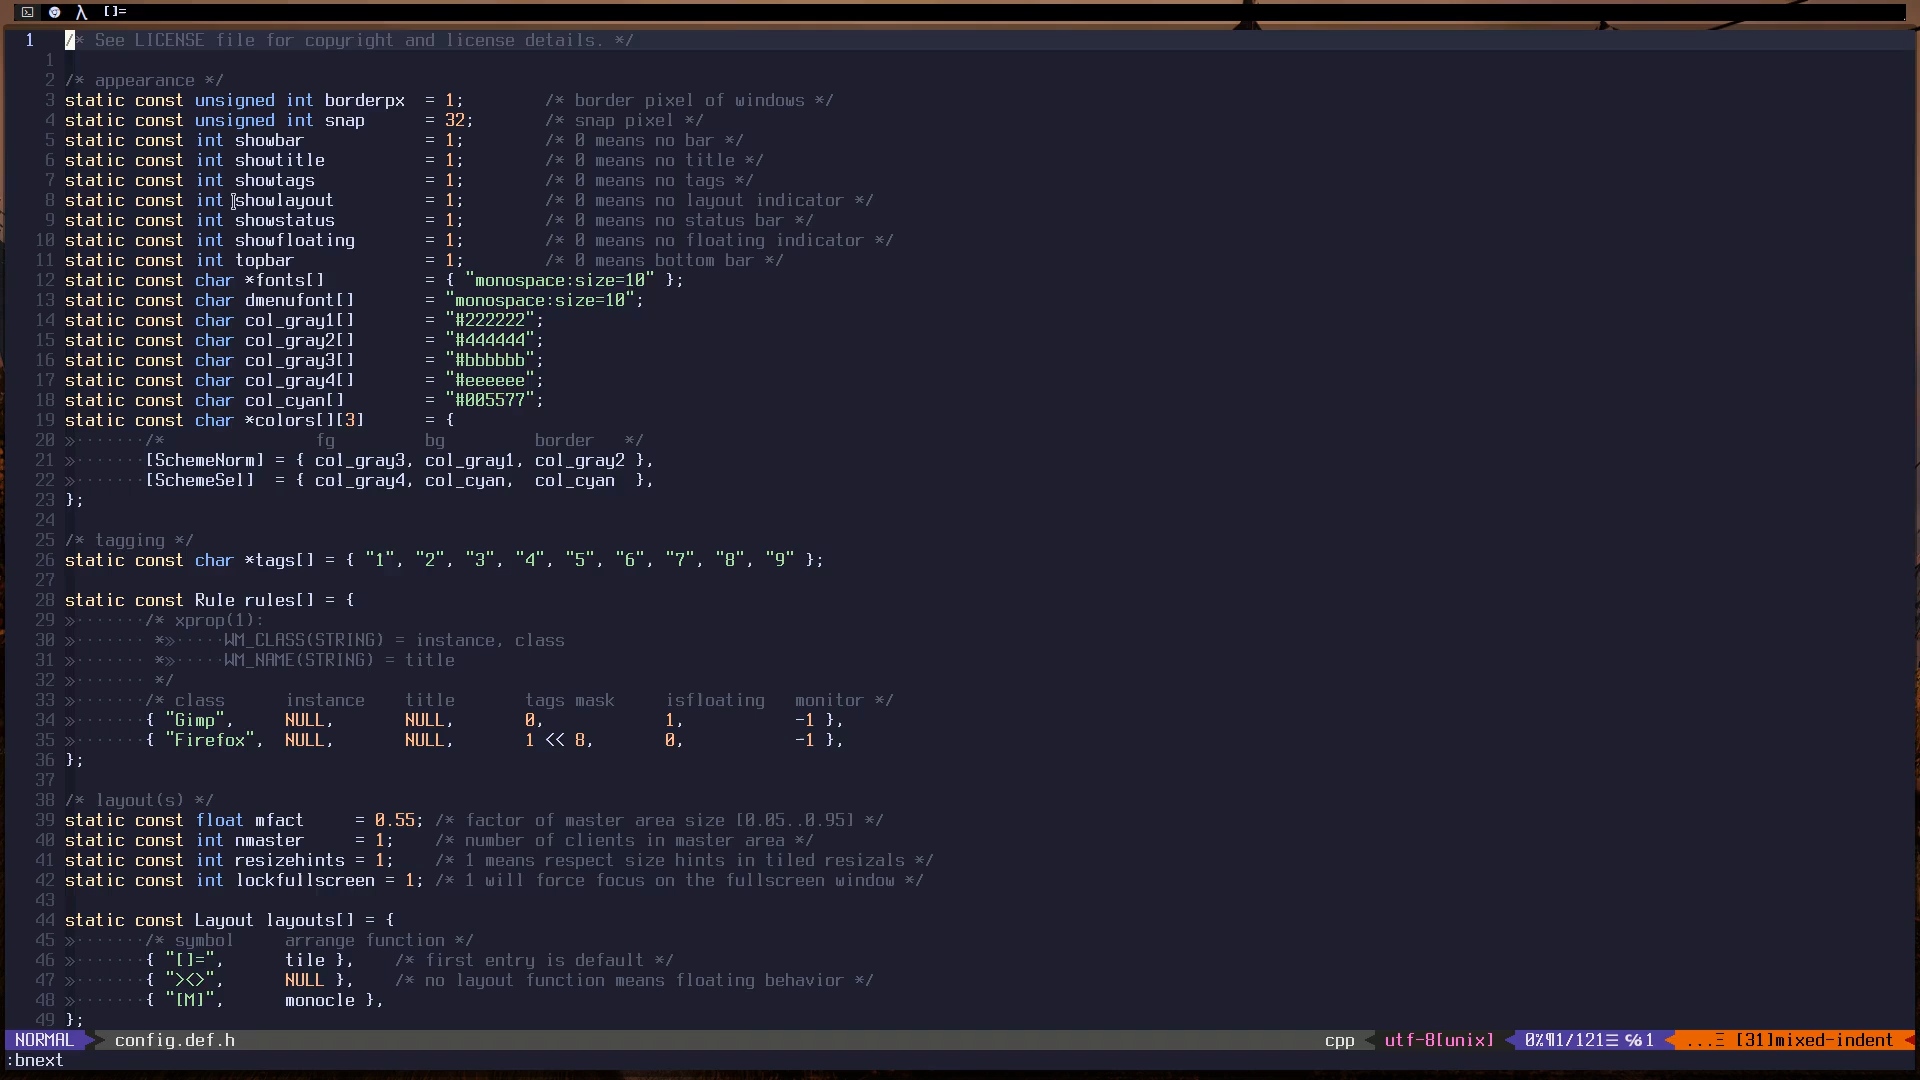 λ []=
1 /* See LICENSE file for copyright and license details. */
1
2 /* appearance */
3 static const unsigned int borderpx  = 1;        /* border pixel of windows */
4 static const unsigned int snap      = 32;       /* snap pixel */
5 static const int showbar            = 1;        /* 0 means no bar */
6 static const int showtitle          = 1;        /* 0 means no title */
7 static const int showtags           = 1;        /* 0 means no tags */
8 static const int showlayout         = 1;        /* 0 means no layout indicator */
9 static const int showstatus         = 1;        /* 0 means no status bar */
10 static const int showfloating       = 1;        /* 0 means no floating indicator */
11 static const int topbar             = 1;        /* 0 means bottom bar */
12 static const char *fonts[]          = { "monospace:size=10" };
13 static const char dmenufont[]       = "monospace:size=10";
14 static const char col_gray1[]       = "#222222";
15 static const char col_gray2[]       = "#444444";
16 static const char col_gray3[]       = "#bbbbbb";
17 static const char col_gray4[]       = "#eeeeee";
18 static const char col_cyan[]        = "#005577";
19 static const char *colors[][3]      = {
20 »·······/*               fg         bg         border   */
21 »·······[SchemeNorm] = { col_gray3, col_gray1, col_gray2 },
22 »·······[SchemeSel]  = { col_gray4, col_cyan,  col_cyan  },
23 };
24
25 /* tagging */
26 static const char *tags[] = { "1", "2", "3", "4", "5", "6", "7", "8", "9" };
27
28 static const Rule rules[] = {
29 »·······/* xprop(1):
30 »······· *»·····WM_CLASS(STRING) = instance, class
31 »······· *»·····WM_NAME(STRING) = title
32 »······· */
33 »·······/* class      instance    title       tags mask     isfloating   monitor */
34 »·······{ "Gimp",     NULL,       NULL,       0,            1,           -1 },
35 »·······{ "Firefox",  NULL,       NULL,       1 << 8,       0,           -1 },
36 };
37
38 /* layout(s) */
39 static const float mfact     = 0.55; /* factor of master area size [0.05..0.95] */
40 static const int nmaster     = 1;    /* number of clients in master area */
41 static const int resizehints = 1;    /* 1 means respect size hints in tiled resizals */
42 static const int lockfullscreen = 1; /* 1 will force focus on the fullscreen window */
43
44 static const Layout layouts[] = {
45 »·······/* symbol     arrange function */
46 »·······{ "[]=",      tile },    /* first entry is default */
47 »·······{ "><>",      NULL },    /* no layout function means floating behavior */
48 »·······{ "[M]",      monocle },
49 };
NORMAL config.def.h cpp utf-8[unix] 0%¶1/121☰ ℅1 ...Ξ [31]mixed-indent
:bnext